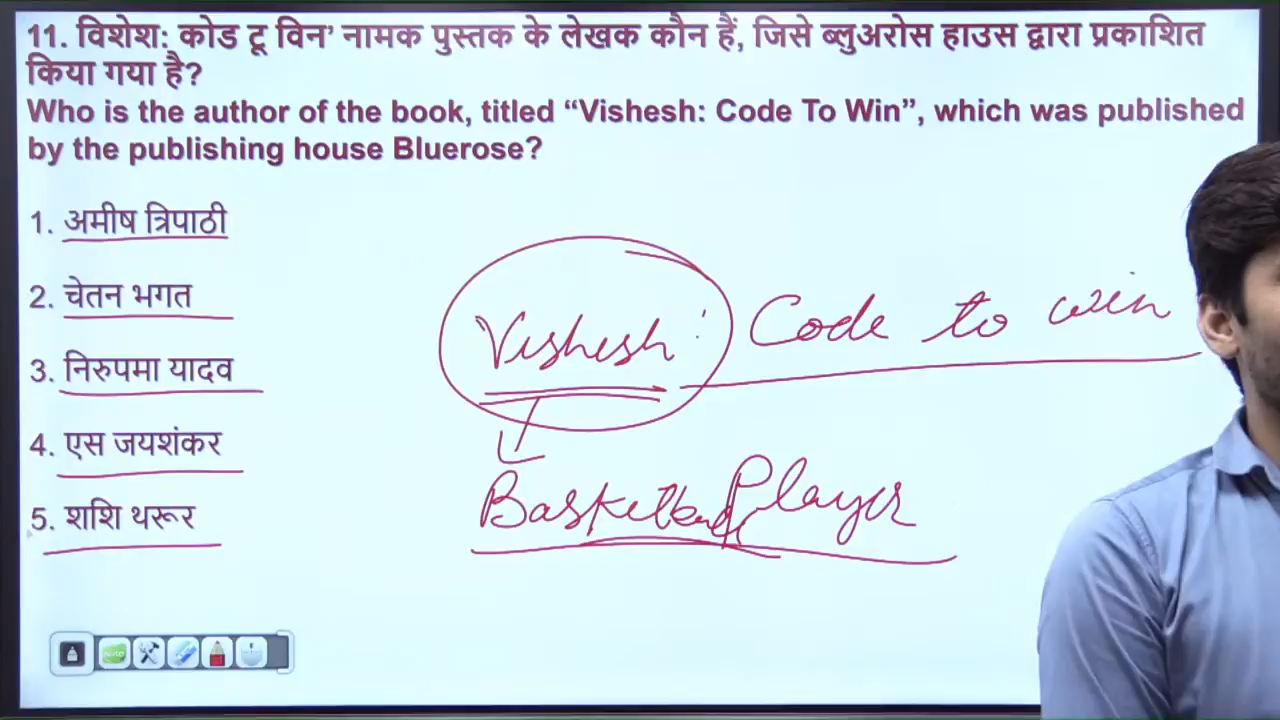 11. विशेश: कोड टू विन’ नामक पुस्तक के लेखक कौन हैं, जिसे ब्लुअरोस हाउस द्वारा प्रकाशित
किया गया है?
Who is the author of the book, titled “Vishesh: Code To Win”, which was published
by the publishing house Bluerose?
1. अमीष त्रिपाठी
2. चेतन भगत
3. निरुपमा यादव
4. एस जयशंकर
5. शशि थरूर
Vishesh: Code to win
Basketball Player